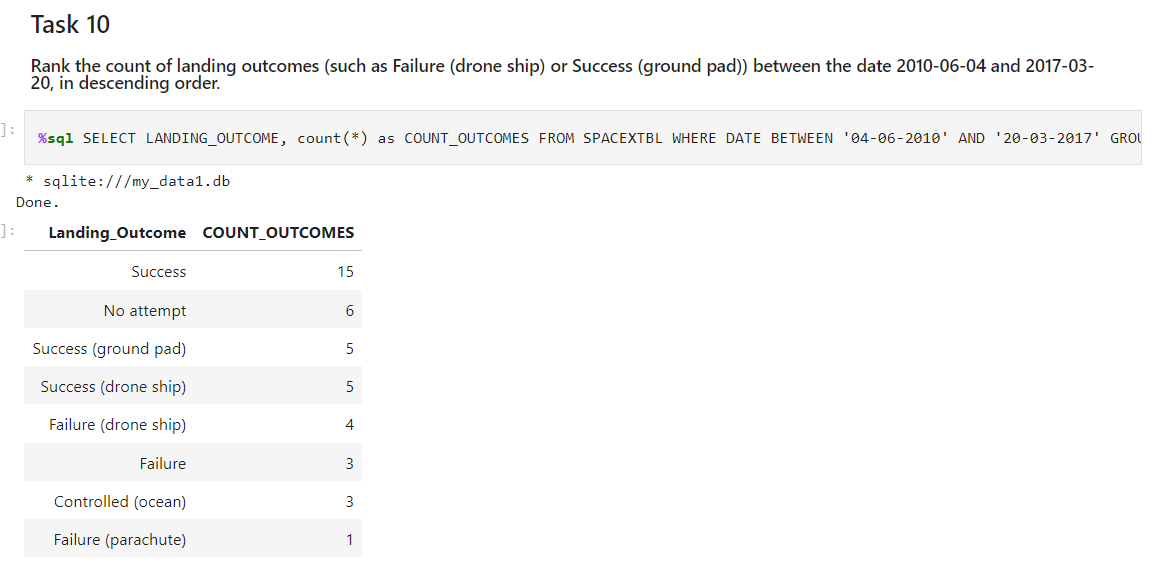 Task 10
Rank the count of landing outcomes (such as Failure (drone ship) or Success (ground pad)) between the date 2010-06-04 and 2017-03-
20, in descending order.
]: %sql SELECT LANDING_OUTCOME, count(*) as COUNT_OUTCOMES FROM SPACEXTBL WHERE DATE BETWEEN '04-06-2010' AND '20-03-2017' GROU
* sqlite:///my_data1.db
Done.
]: Landing_Outcome COUNT_OUTCOMES
Success 15
No attempt 6
Success (ground pad) 5
Success (drone ship) 5
Failure (drone ship) 4
Failure 3
Controlled (ocean) 3
Failure (parachute) 1